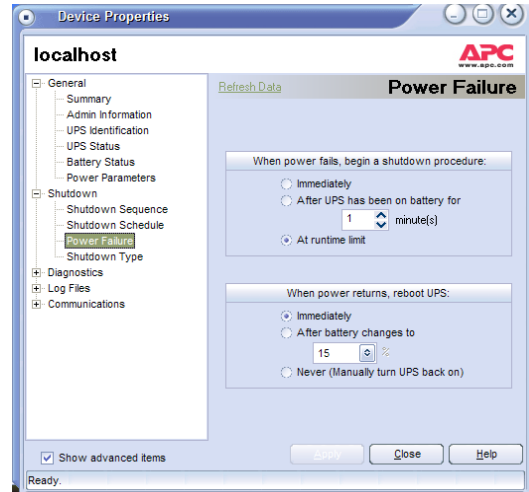 Device Properties
localhost
APC
www.apc.com
General
Summary
Admin Information
UPS Identification
UPS Status
Battery Status
Power Parameters
Shutdown
Shutdown Sequence
Shutdown Schedule
Power Failure
Shutdown Type
Diagnostics
Log Files
Communications
Refresh Data
Power Failure
When power fails, begin a shutdown procedure:
Immediately
After UPS has been on battery for
1 minute(s)
At runtime limit
When power returns, reboot UPS:
Immediately
After battery changes to
15 %
Never (Manually turn UPS back on)
Show advanced items
Apply Close Help
Ready.